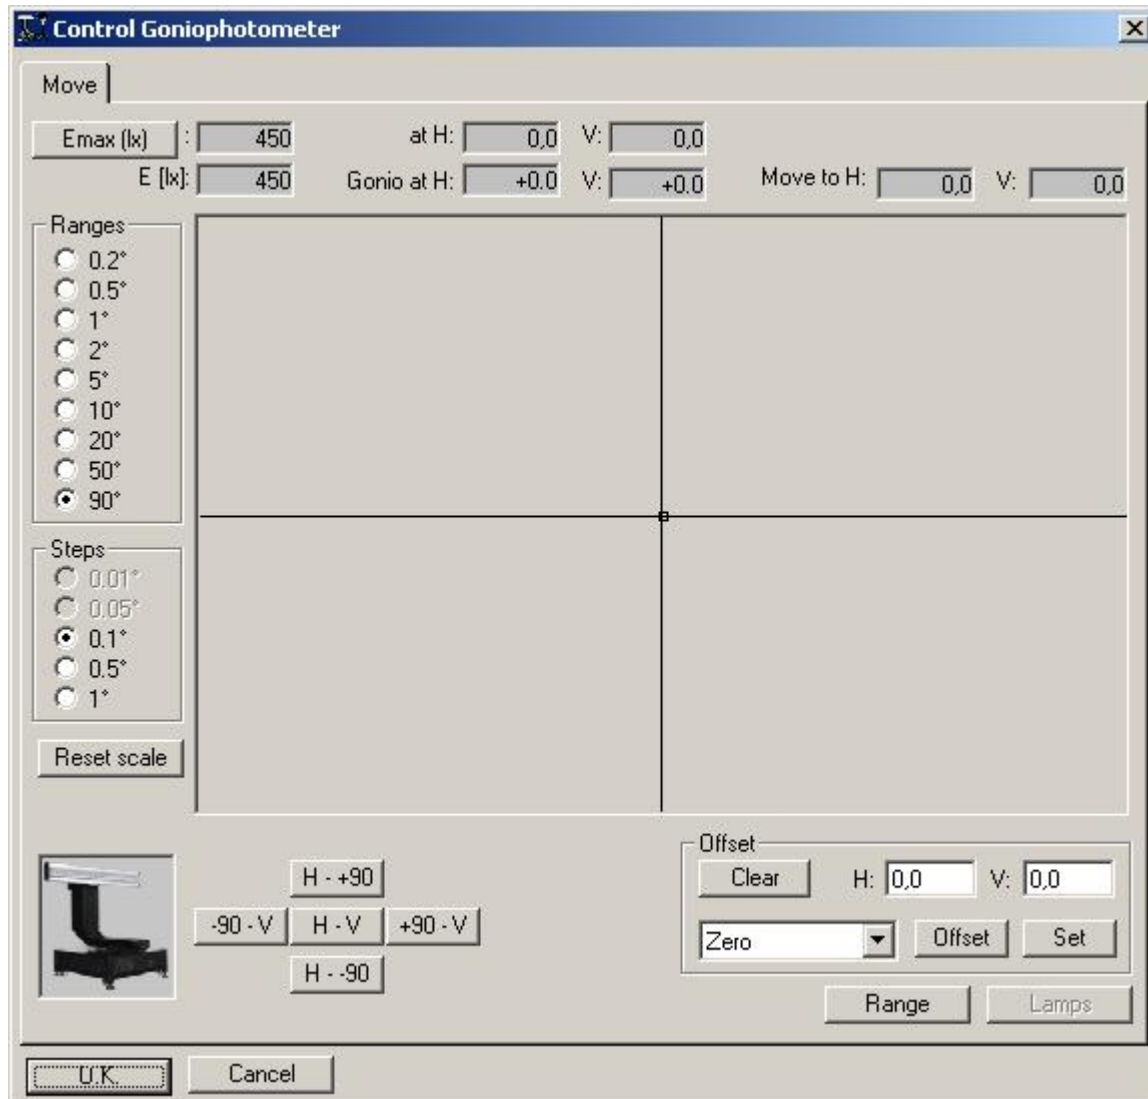 Control Goniophotometer
Move
Emax (lx) : 450 at H: 0,0 V: 0,0
E [lx]: 450 Gonio at H: +0.0 V: +0.0 Move to H: 0,0 V: 0,0
Ranges
0.2°
0.5°
1°
2°
5°
10°
20°
50°
90°
Steps
0.01°
0.05°
0.1°
0.5°
1°
Reset scale
Offset
H - +90 Clear H: 0,0 V: 0,0
-90 - V H - V +90 - V Zero Offset Set
H - -90
Range Lamps
U.K. Cancel